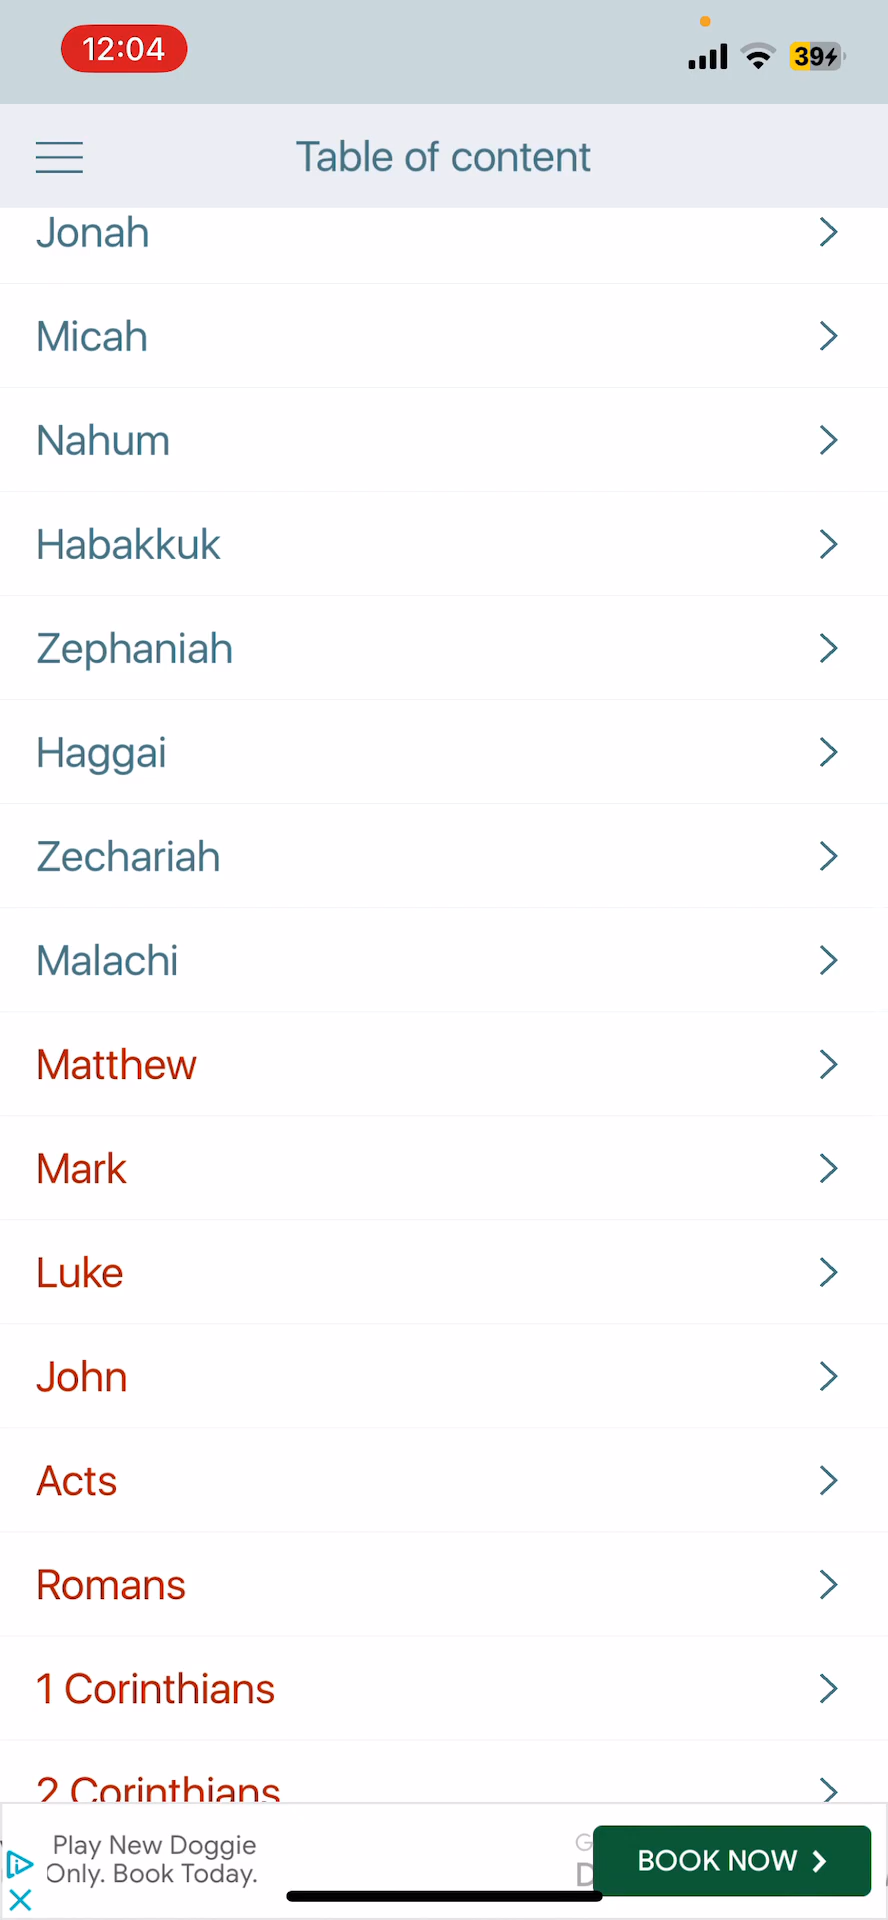 12:04
39
Table of content
Jonah
Micah
Nahum
Habakkuk
Zephaniah
Haggai
Zechariah
Malachi
Matthew
Mark
Luke
John
Acts
Romans
1 Corinthians
2 Corinthians
Play New Doggie
Only. Book Today.
BOOK NOW